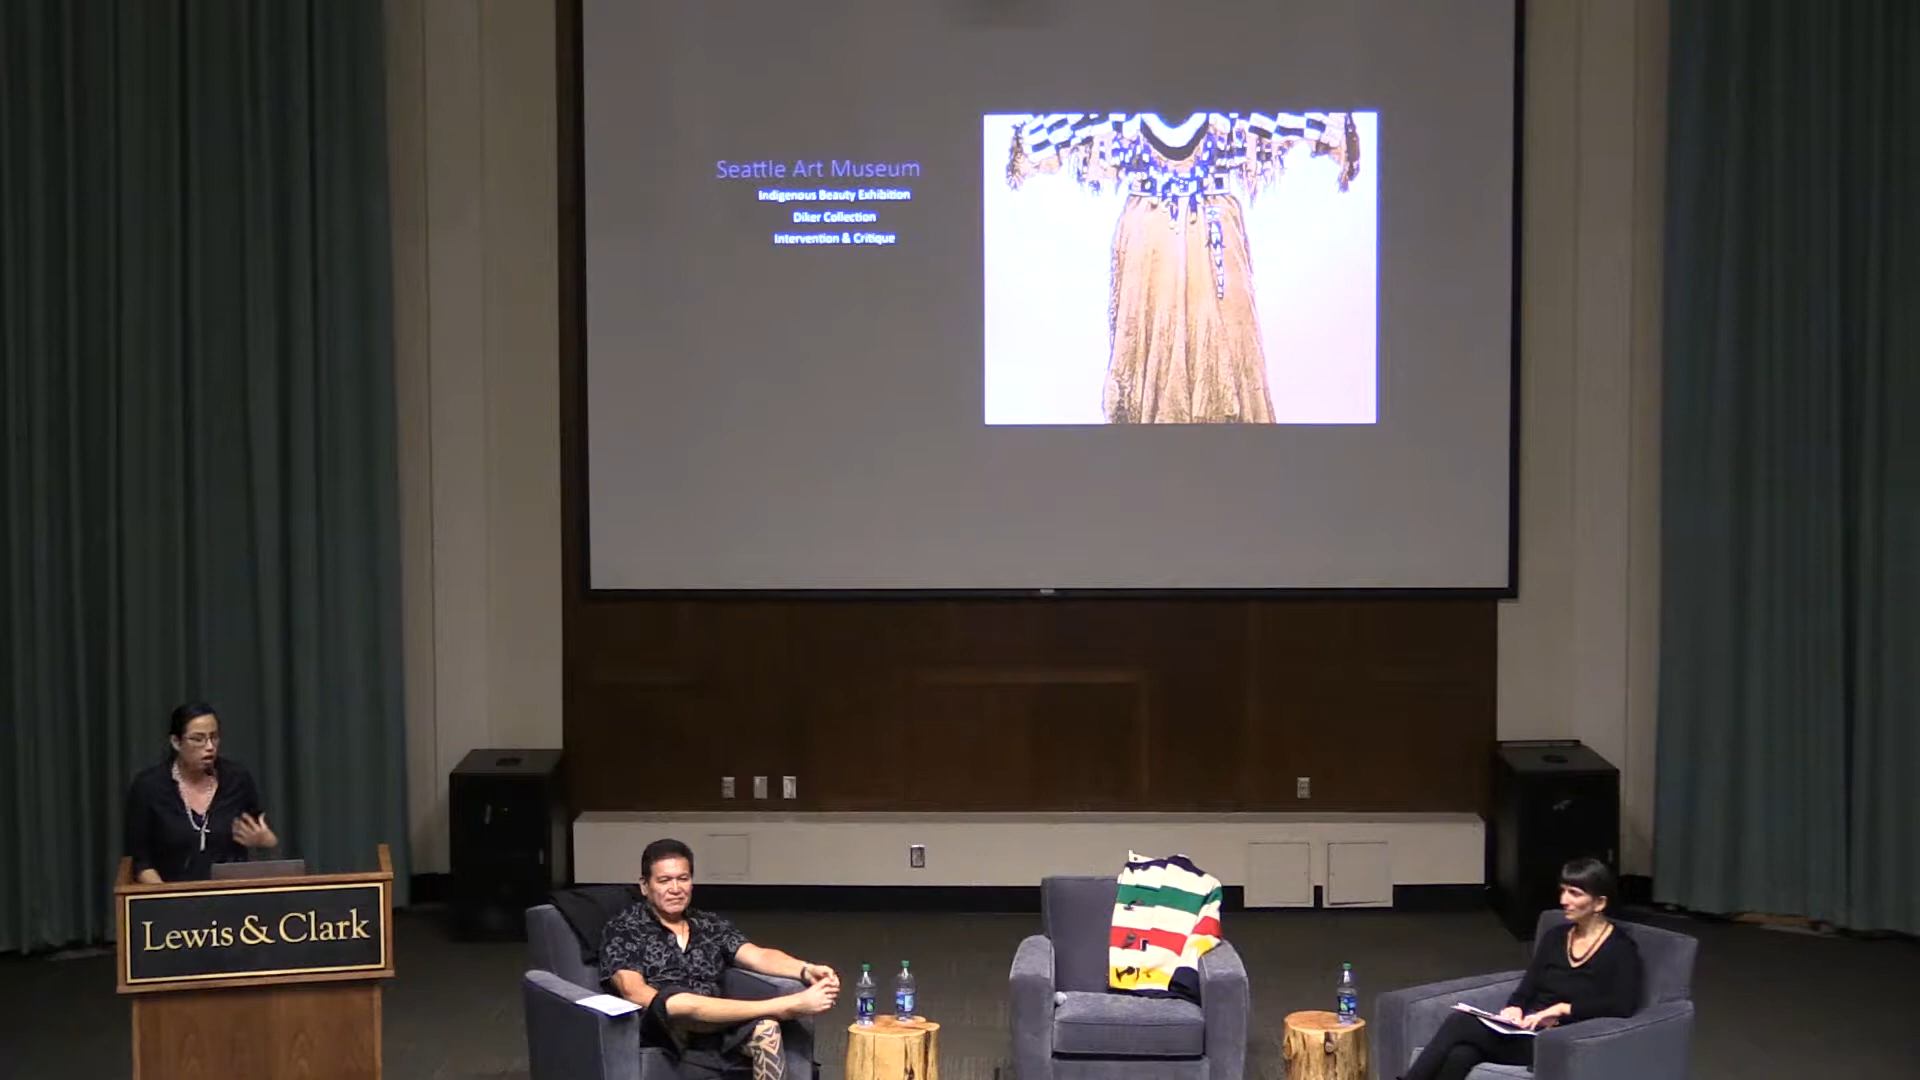 Seattle Art Museum
Indigenous Beauty Exhibition
Diker Collection
Intervention & Critique
Lewis & Clark